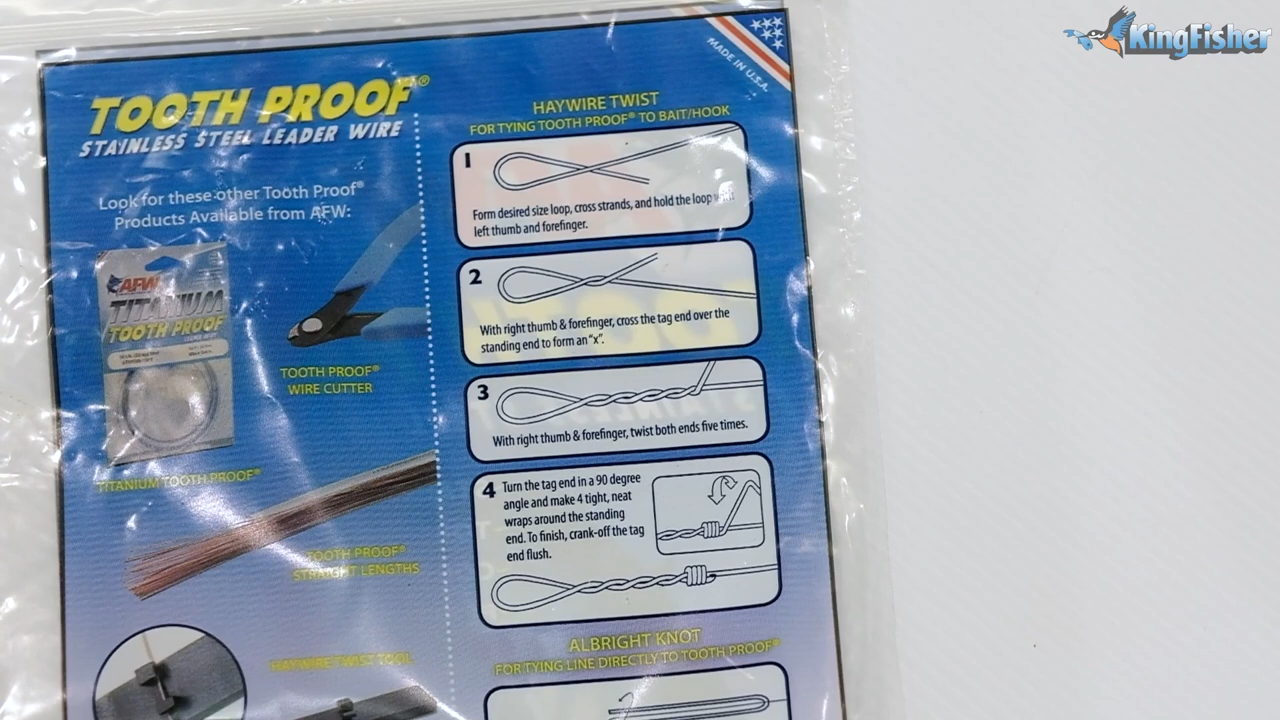 KingFisher
MADE IN U.S.A.
TOOTH PROOF®
STAINLESS STEEL LEADER WIRE
Look for these other Tooth Proof®
Products Available from AFW:
AFW
TITANIUM
TOOTH PROOF
LEADER WIRE
TITANIUM TOOTH PROOF®
TOOTH PROOF®
WIRE CUTTER
TOOTH PROOF®
STRAIGHT LENGTHS
HAYWIRE TWIST TOOL
HAYWIRE TWIST
FOR TYING TOOTH PROOF® TO BAIT/HOOK
1
Form desired size loop, cross strands, and hold the loop
left thumb and forefinger.
2
With right thumb & forefinger, cross the tag end over the
standing end to form an "x".
3
With right thumb & forefinger, twist both ends five times.
4
Turn the tag end in a 90 degree
angle and make 4 tight, neat
wraps around the standing
end. To finish, crank-off the tag
end flush.
ALBRIGHT KNOT
FOR TYING LINE DIRECTLY TO TOOTH PROOF®